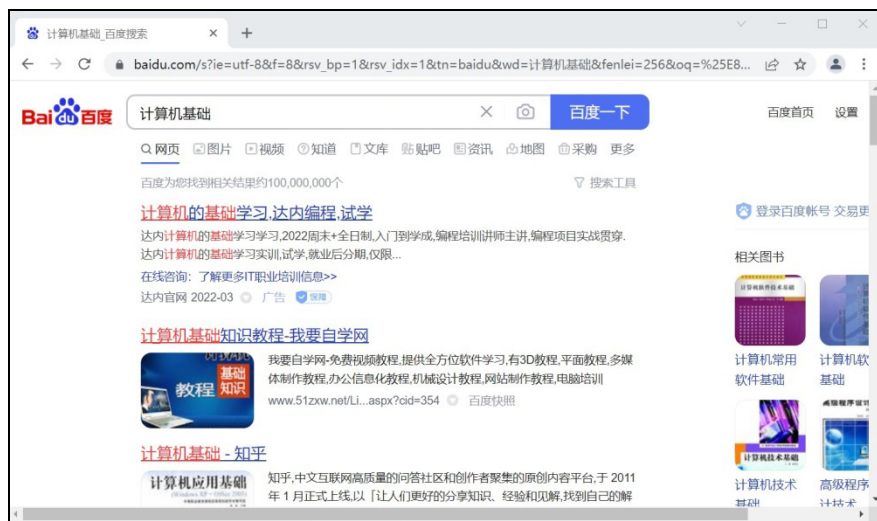 计算机基础_百度搜索
baidu.com/s?ie=utf-8&f=8&rsv_bp=1&rsv_idx=1&tn=baidu&wd=计算机基础&fenlei=256&oq=%25E8...
Bai百度 计算机基础 百度一下 百度首页 设置
网页 图片 视频 知道 文库 贴吧 资讯 地图 采购 更多
百度为您找到相关结果约100,000,000个 搜索工具
计算机的基础学习,达内编程,试学
达内计算机的基础学习学习,2022周末+全日制,入门到学成,编程培训讲师主讲,编程项目实战贯穿.
达内计算机的基础学习实训,试学,就业后分期,仅限...
在线咨询：了解更多IT职业培训信息>>
达内官网 2022-03 广告 保障
计算机基础知识教程-我要自学网
教程 基础知识
我要自学网-免费视频教程,提供全方位软件学习,有3D教程,平面教程,多媒
体制作教程,办公信息化教程,机械设计教程,网站制作教程,电脑培训
www.51zxw.net/Li...aspx?cid=354 百度快照
计算机基础 - 知乎
计算机应用基础
知乎,中文互联网高质量的问答社区和创作者聚集的原创内容平台,于 2011
年 1 月正式上线,以「让人们更好的分享知识、经验和见解,找到自己的解
登录百度帐号 交易更
相关图书
计算机常用
软件基础
计算机软
基础
计算机技术基础
计算机技术
基础
高级程序
计技术